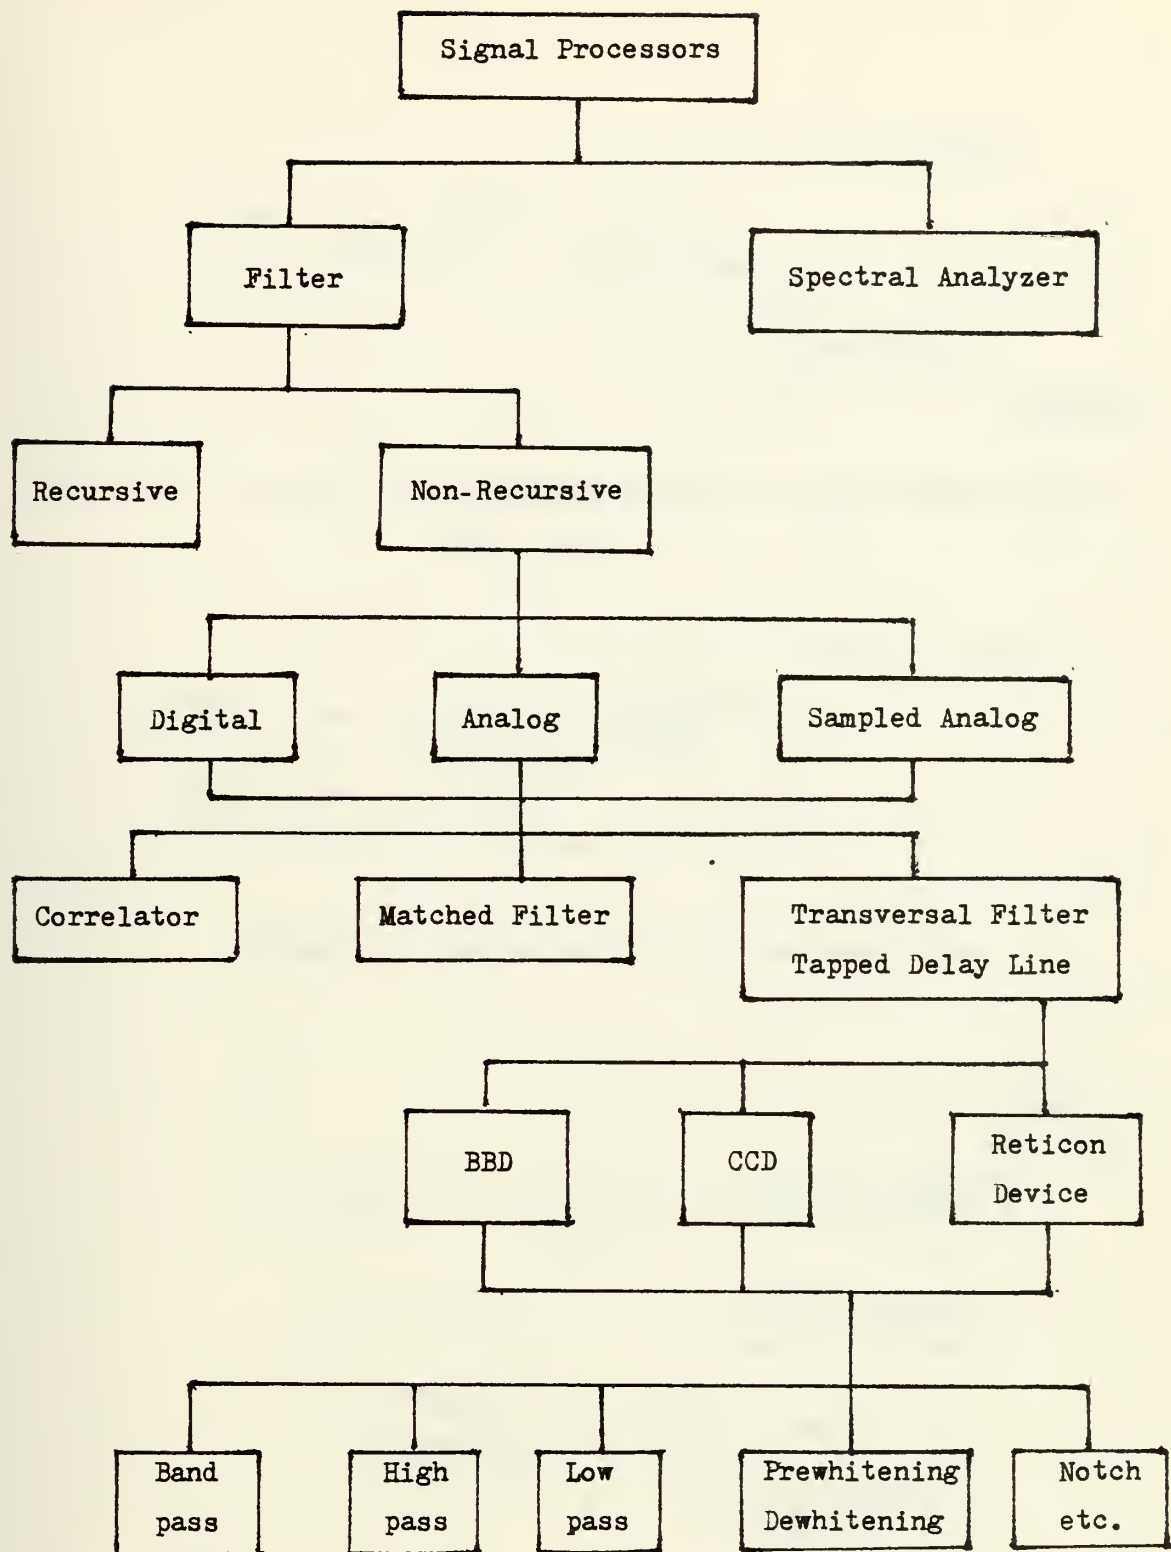 Signal Processors
Filter
Spectral Analyzer
Recursive
Non-Recursive
Digital
Analog
Sampled Analog
Correlator
Matched Filter
Transversal Filter
Tapped Delay Line
BBD
CCD
Reticon
Device
Band
pass
High
pass
Low
pass
Prewhitening
Dewhitening
Notch
etc.